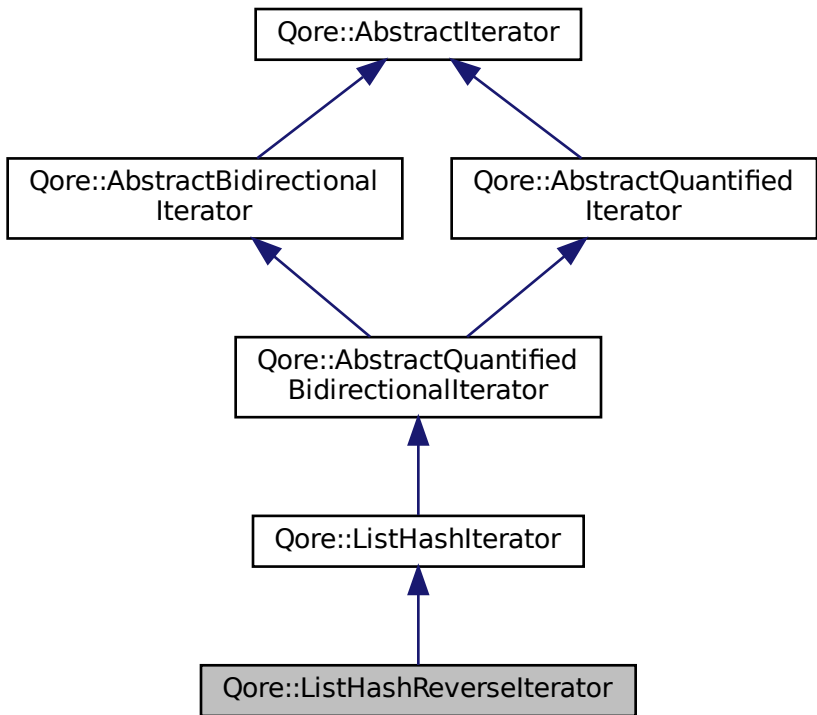 Qore::AbstractIterator
Qore::AbstractBidirectional
Iterator
Qore::AbstractQuantified
Iterator
Qore::AbstractQuantified
BidirectionalIterator
Qore::ListHashIterator
Qore::ListHashReverseIterator